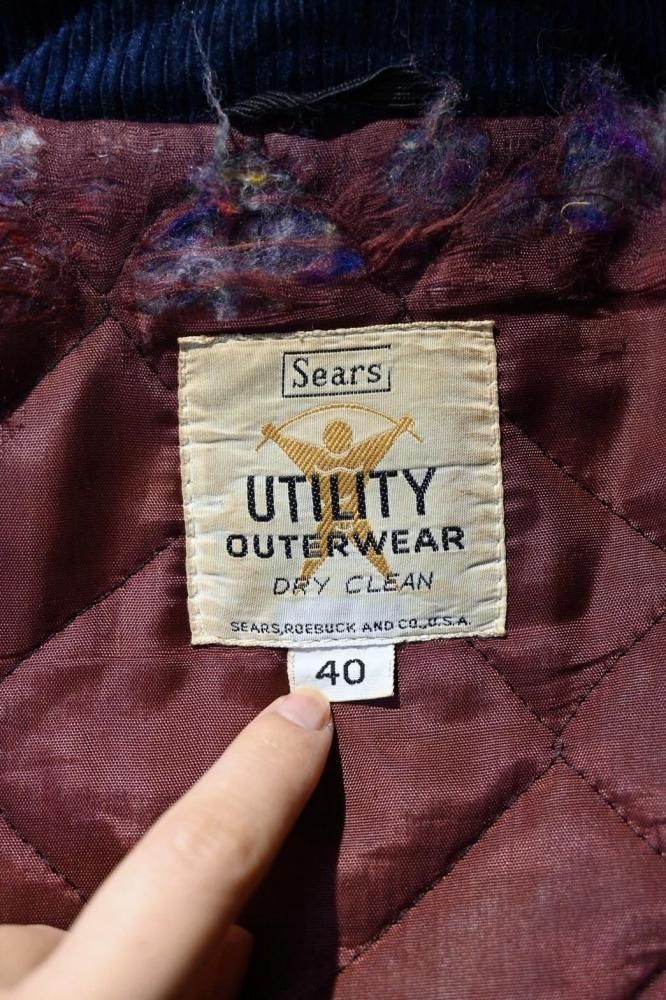 Sears
UTILITY
OUTERWEAR
DRY CLEAN
SEARS, ROEBUCK AND CO., U.S.A.
40